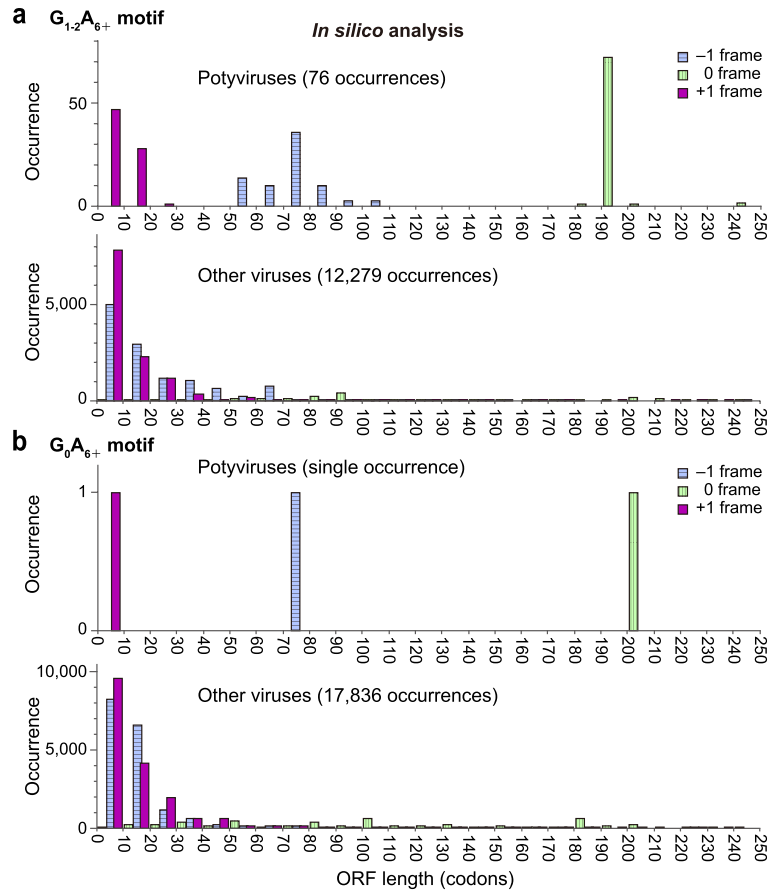 a G₁₋₂A₆₊ motif
In silico analysis
Potyviruses (76 occurrences)
–1 frame
0 frame
+1 frame
Occurrence
50
0
0 10 20 30 40 50 60 70 80 90 100 110 120 130 140 150 160 170 180 190 200 210 220 230 240 250
Other viruses (12,279 occurrences)
Occurrence
5,000
0
0 10 20 30 40 50 60 70 80 90 100 110 120 130 140 150 160 170 180 190 200 210 220 230 240 250
b G₀A₆₊ motif
Potyviruses (single occurrence)
–1 frame
0 frame
+1 frame
Occurrence
1
0
0 10 20 30 40 50 60 70 80 90 100 110 120 130 140 150 160 170 180 190 200 210 220 230 240 250
Other viruses (17,836 occurrences)
Occurrence
10,000
5,000
0
0 10 20 30 40 50 60 70 80 90 100 110 120 130 140 150 160 170 180 190 200 210 220 230 240 250
ORF length (codons)